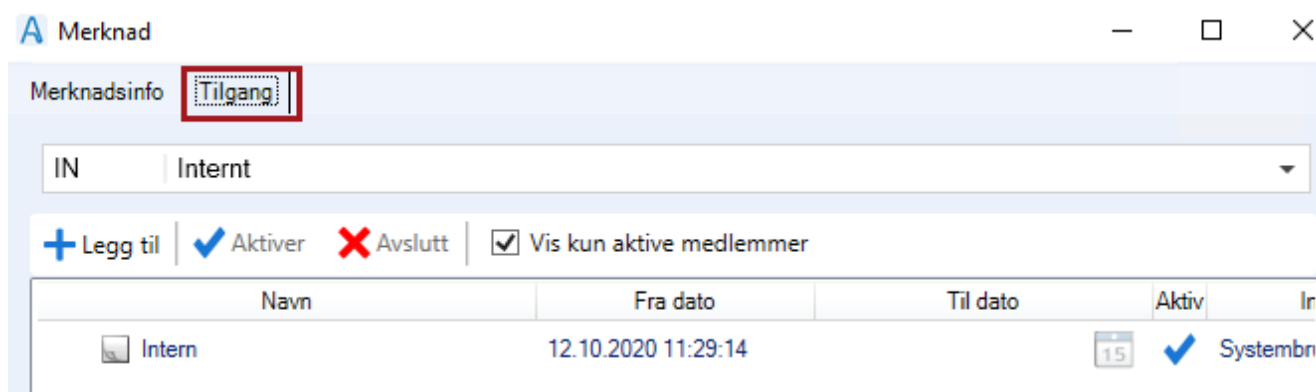 Merknad
Merknadsinfo Tilgang
IN Internt
Legg til Aktiver Avslutt Vis kun aktive medlemmer
Navn Fra dato Til dato Aktiv
Intern 12.10.2020 11:29:14 15